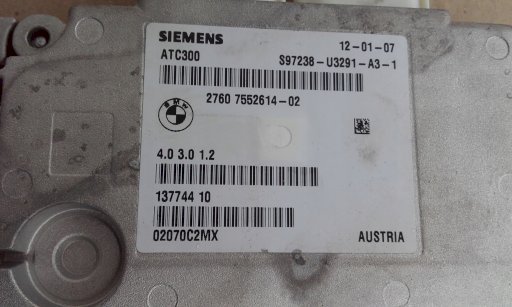 SIEMENS 12-01-07
ATC300 S97238-U3291-A3-1
2760 7552614-02
BMW
4.0 3.0 1.2
137744 10
02070C2MX AUSTRIA